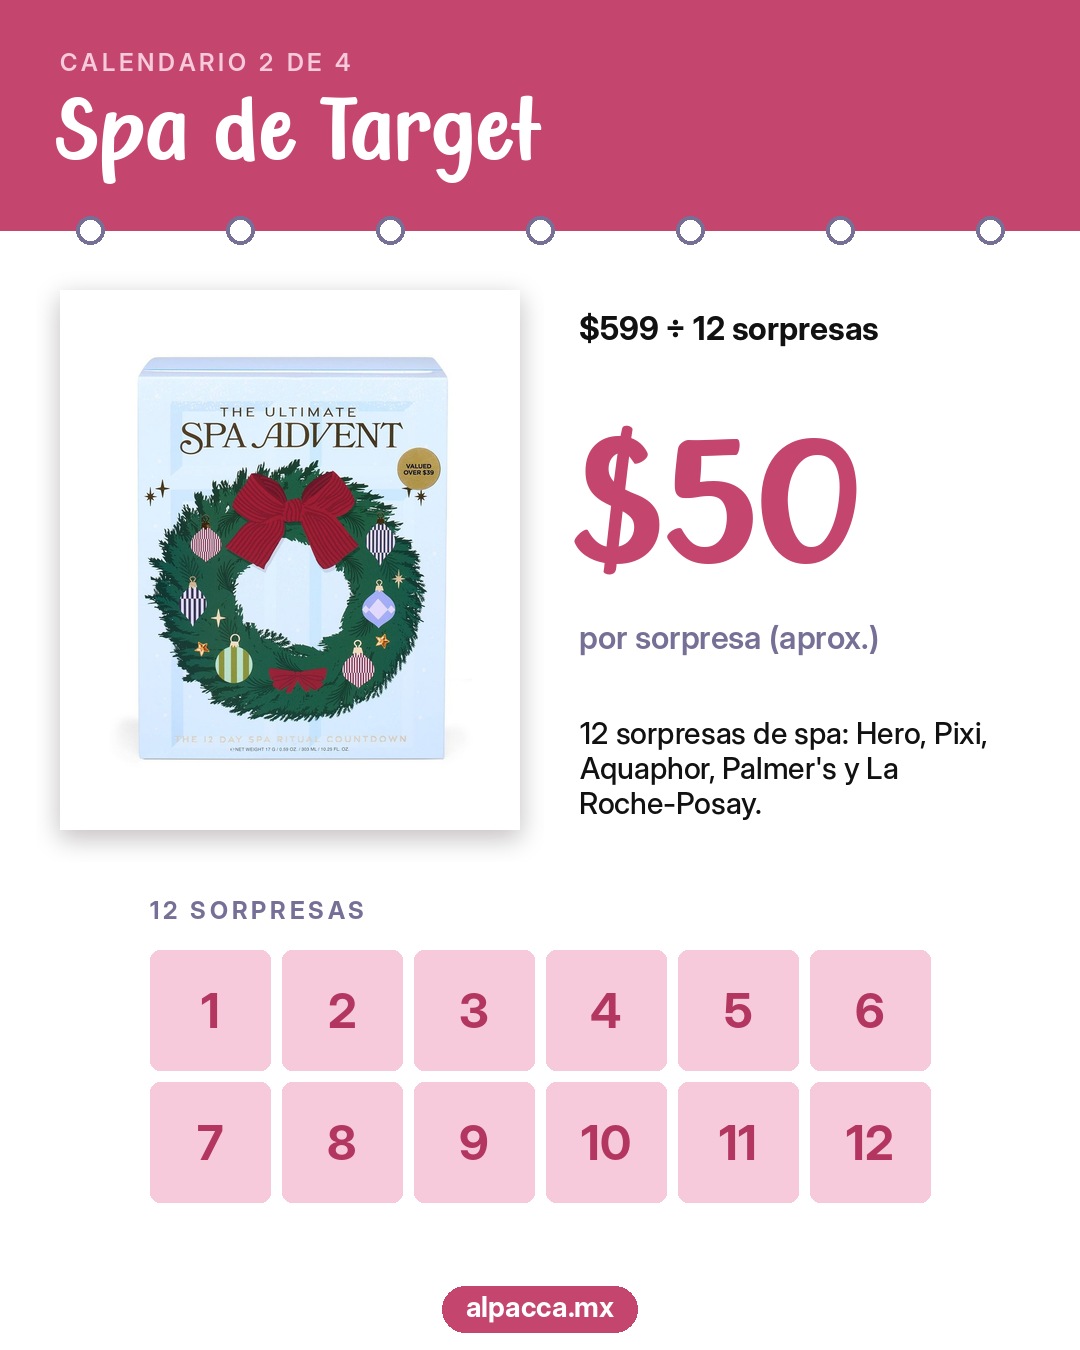 CALENDARIO 2 DE 4
Spa de Target
$599 ÷ 12 sorpresas
$50
por sorpresa (aprox.)
12 sorpresas de spa: Hero, Pixi,
Aquaphor, Palmer's y La
Roche-Posay.
THE ULTIMATE
SPA ADVENT
VALUED
OVER $39
THE 12 DAY SPA RITUAL COUNTDOWN
12 SORPRESAS
1 2 3 4 5 6
7 8 9 10 11 12
alpacca.mx